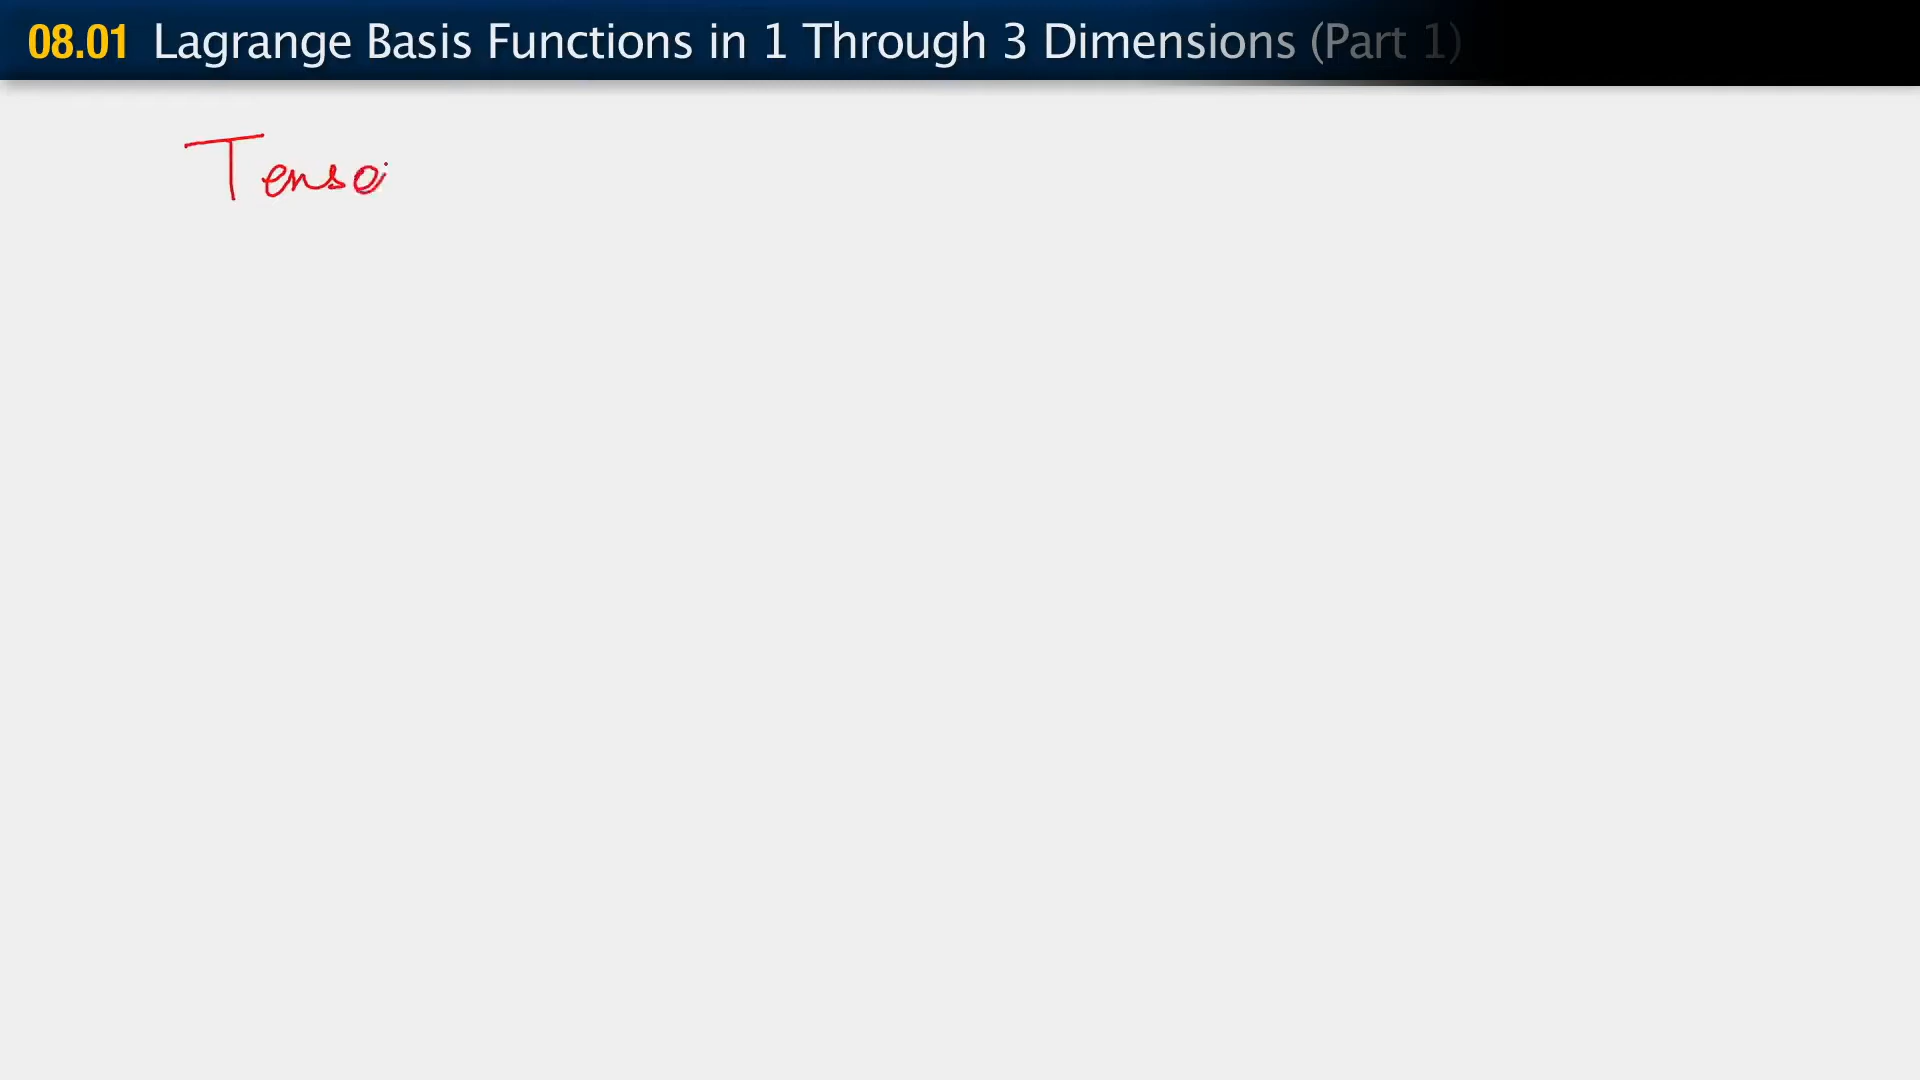 08.01 Lagrange Basis Functions in 1 Through 3 Dimensions (Part 1)
Tenso